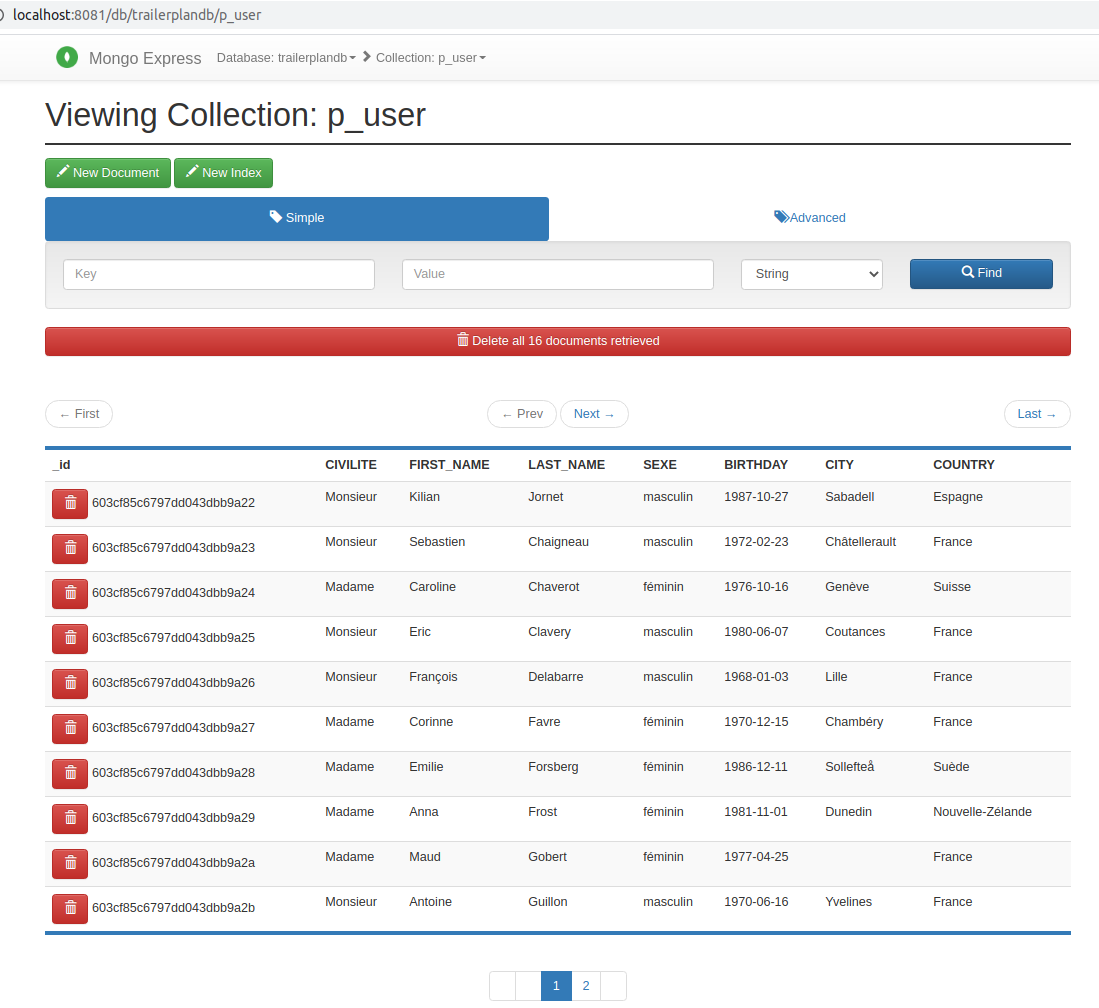 localhost:8081/db/trailerplandb/p_user
Mongo Express Database: trailerplandb Collection: p_user
Viewing Collection: p_user
New Document New Index
Simple Advanced
Key Value String Find
Delete all 16 documents retrieved
← First ← Prev Next → Last →
_id CIVILITE FIRST_NAME LAST_NAME SEXE BIRTHDAY CITY COUNTRY
603cf85c6797dd043dbb9a22 Monsieur Kilian Jornet masculin 1987-10-27 Sabadell Espagne
603cf85c6797dd043dbb9a23 Monsieur Sebastien Chaigneau masculin 1972-02-23 Châtellerault France
603cf85c6797dd043dbb9a24 Madame Caroline Chaverot féminin 1976-10-16 Genève Suisse
603cf85c6797dd043dbb9a25 Monsieur Eric Clavery masculin 1980-06-07 Coutances France
603cf85c6797dd043dbb9a26 Monsieur François Delabarre masculin 1968-01-03 Lille France
603cf85c6797dd043dbb9a27 Madame Corinne Favre féminin 1970-12-15 Chambéry France
603cf85c6797dd043dbb9a28 Madame Emilie Forsberg féminin 1986-12-11 Sollefteå Suède
603cf85c6797dd043dbb9a29 Madame Anna Frost féminin 1981-11-01 Dunedin Nouvelle-Zélande
603cf85c6797dd043dbb9a2a Madame Maud Gobert féminin 1977-04-25 France
603cf85c6797dd043dbb9a2b Monsieur Antoine Guillon masculin 1970-06-16 Yvelines France
1 2